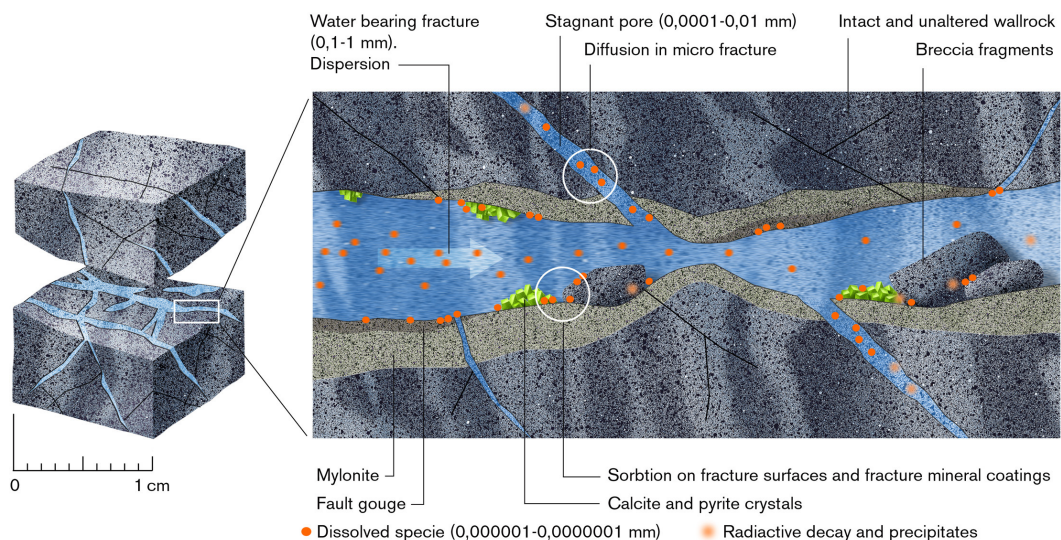 Water bearing fracture
(0,1-1 mm).
Dispersion
Stagnant pore (0,0001-0,01 mm)
Diffusion in micro fracture
Intact and unaltered wallrock
Breccia fragments
0
1 cm
Mylonite
Fault gouge
Sorbtion on fracture surfaces and fracture mineral coatings
Calcite and pyrite crystals
Dissolved specie (0,000001-0,0000001 mm)
Radiactive decay and precipitates